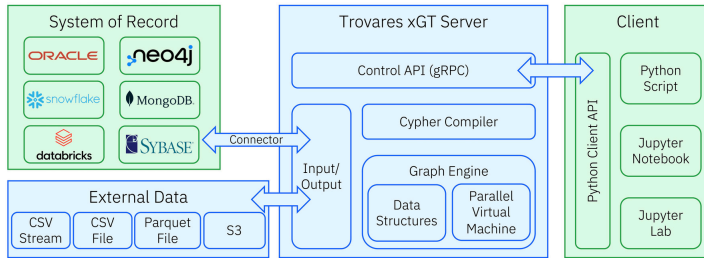 System of Record
ORACLE
neo4j
snowflake
MongoDB.
databricks
SYBASE
External Data
CSV
Stream
CSV
File
Parquet
File
S3
Connector
Trovares xGT Server
Control API (gRPC)
Input/
Output
Cypher Compiler
Graph Engine
Data
Structures
Parallel
Virtual
Machine
Client
Python Client API
Python
Script
Jupyter
Notebook
Jupyter
Lab